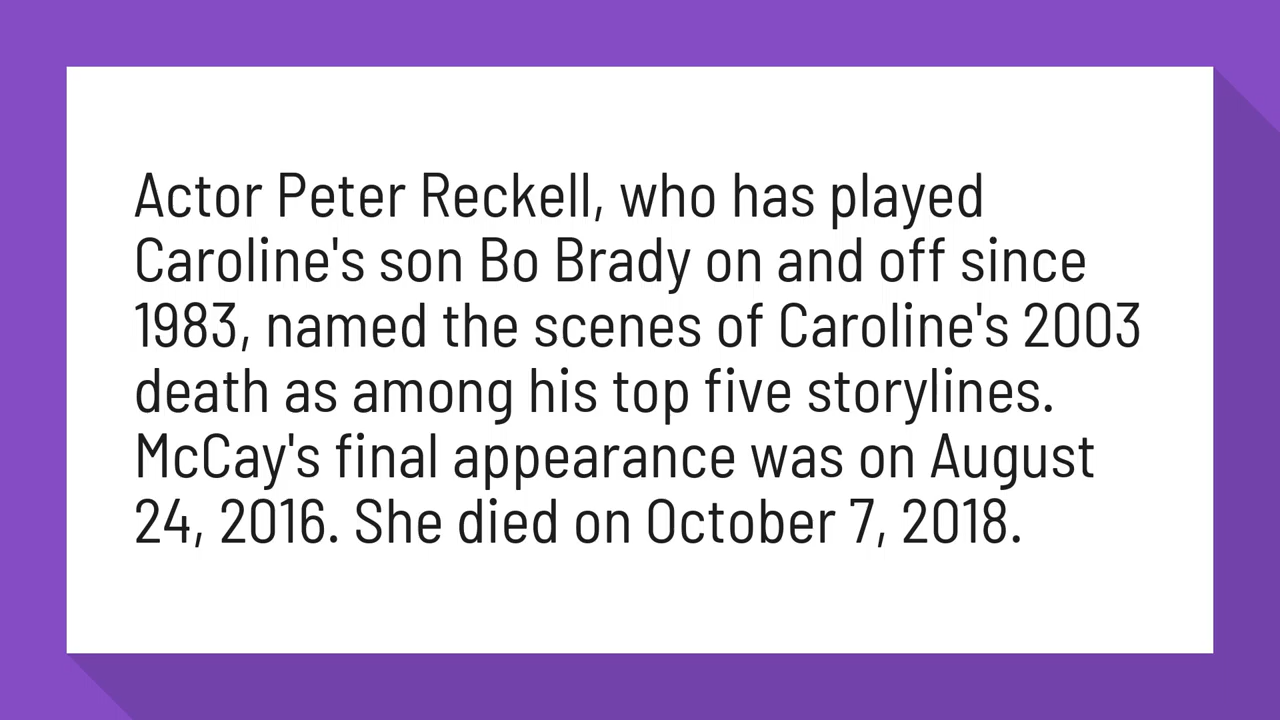 Actor Peter Reckell, who has played
Caroline's son Bo Brady on and off since
1983, named the scenes of Caroline's 2003
death as among his top five storylines.
McCay's final appearance was on August
24, 2016. She died on October 7, 2018.